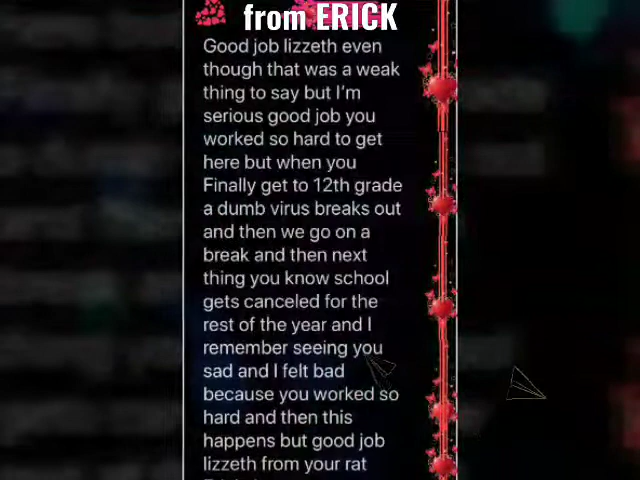 from ERICK
Good job lizzeth even
though that was a weak
thing to say but I'm
serious good job you
worked so hard to get
here but when you
Finally get to 12th grade
a dumb virus breaks out
and then we go on a
break and then next
thing you know school
gets canceled for the
rest of the year and I
remember seeing you
sad and I felt bad
because you worked so
hard and then this
happens but good job
lizzeth from your rat